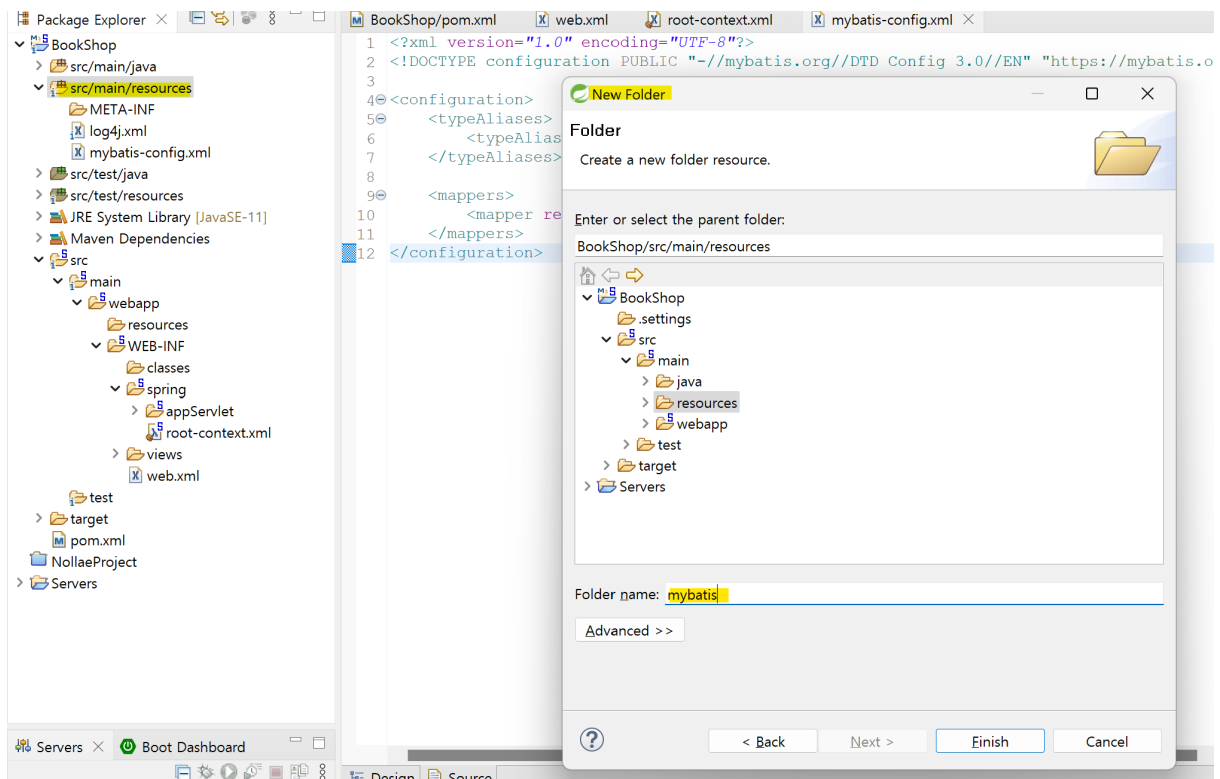 Package Explorer
BookShop
src/main/java
src/main/resources
META-INF
log4j.xml
mybatis-config.xml
src/test/java
src/test/resources
JRE System Library [JavaSE-11]
Maven Dependencies
src
main
webapp
resources
WEB-INF
classes
spring
appServlet
root-context.xml
views
web.xml
test
target
pom.xml
NollaeProject
Servers
Servers
Boot Dashboard
BookShop/pom.xml
web.xml
root-context.xml
mybatis-config.xml
1 <?xml version="1.0" encoding="UTF-8"?>
2 <!DOCTYPE configuration PUBLIC "-//mybatis.org//DTD Config 3.0//EN" "https://mybatis.o
3
4 <configuration>
5 <typeAliases>
6 <typeAlias
7 </typeAliases>
8
9 <mappers>
10 <mapper re
11 </mappers>
12 </configuration>
Design Source
New Folder
Folder
Create a new folder resource.
Enter or select the parent folder:
BookShop/src/main/resources
BookShop
.settings
src
main
java
resources
webapp
test
target
Servers
Folder name: mybatis
Advanced >>
< Back Next > Finish Cancel